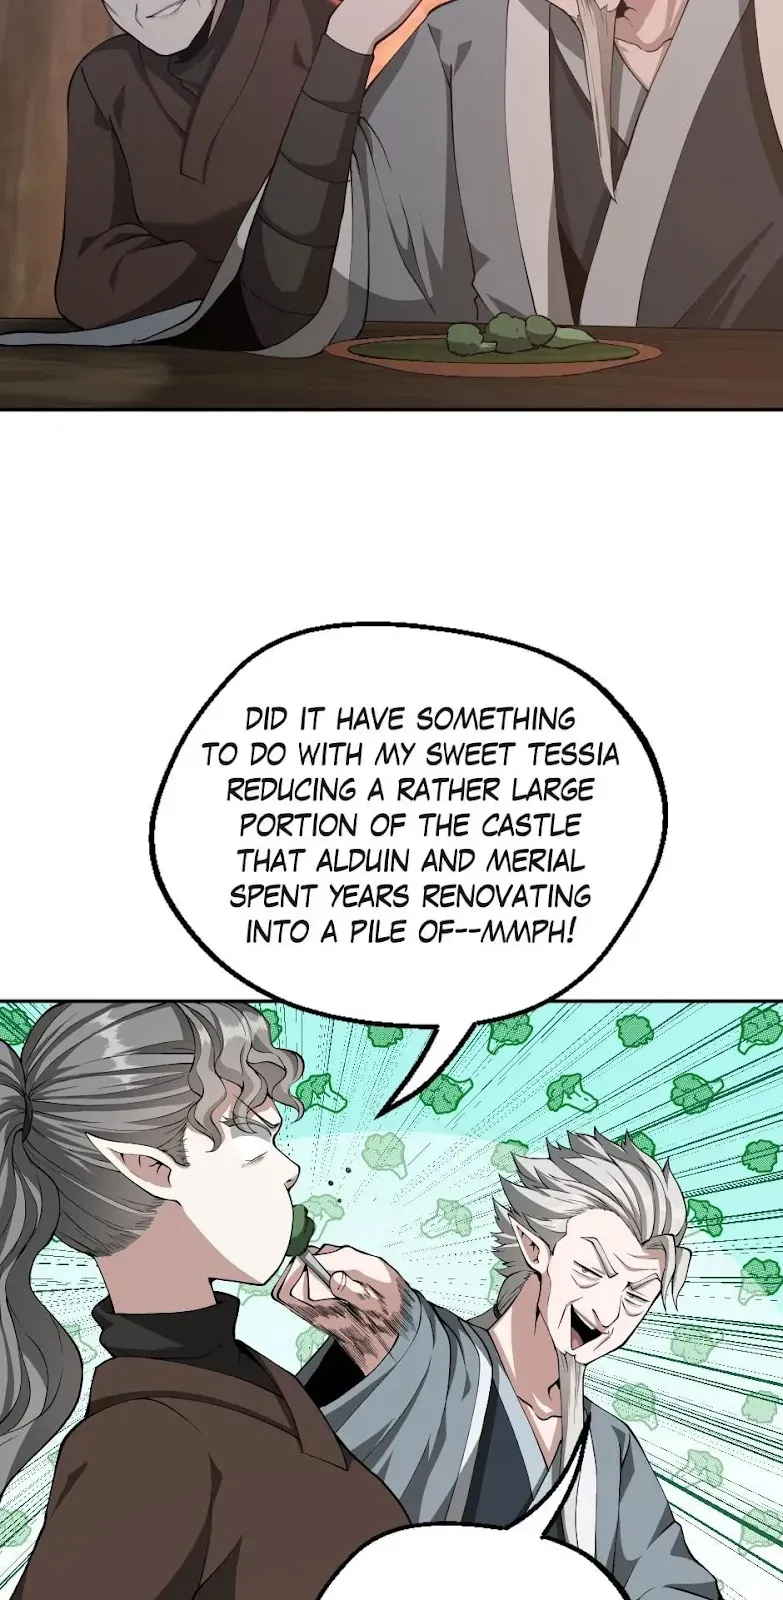 DID IT HAVE SOMETHING
TO DO WITH MY SWEET TESSIA
REDUCING A RATHER LARGE
PORTION OF THE CASTLE
THAT ALDUIN AND MERIAL
SPENT YEARS RENOVATING
INTO A PILE OF--MMPH!